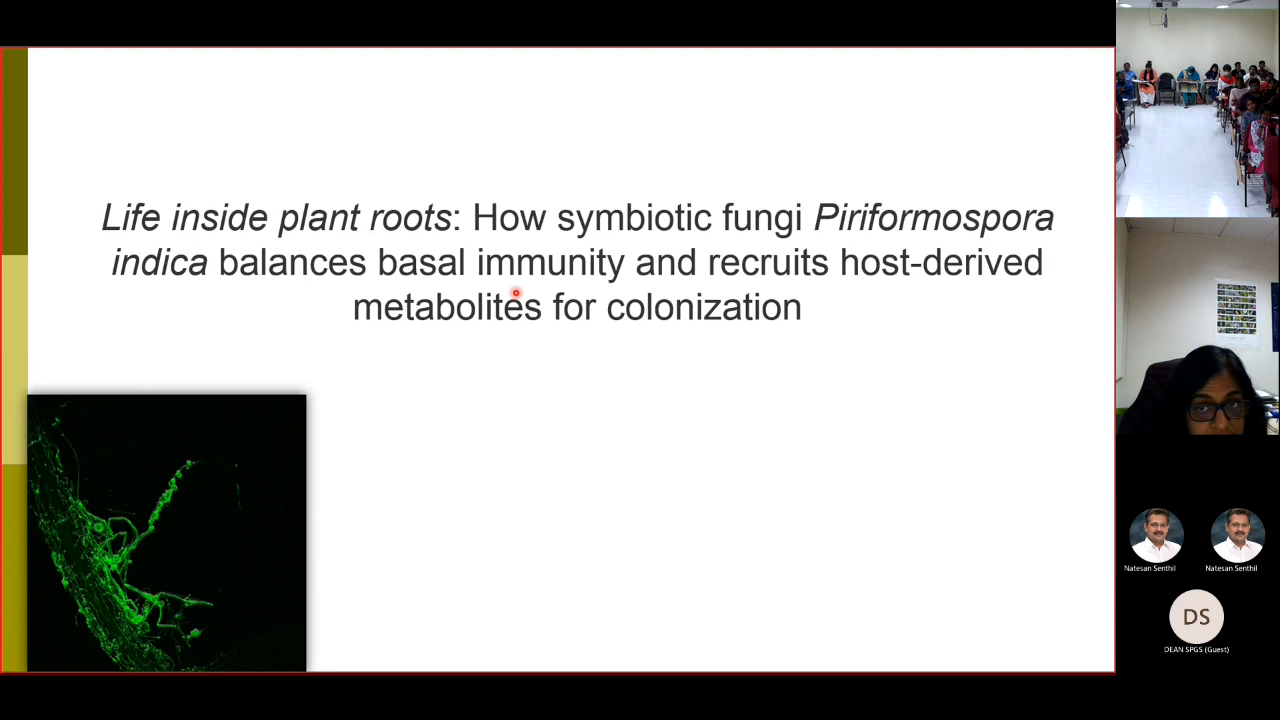 Life inside plant roots: How symbiotic fungi Piriformospora
indica balances basal immunity and recruits host-derived
metabolites for colonization
Natesan Senthil
Natesan Senthil
DS
DEAN SPGS (Guest)